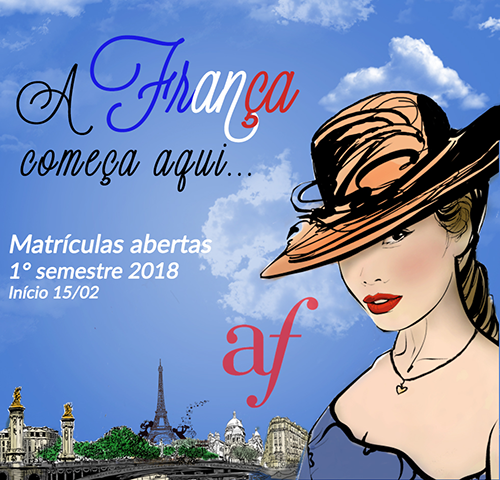 A França
começa aqui...
Matrículas abertas
1° semestre 2018
Início 15/02
af